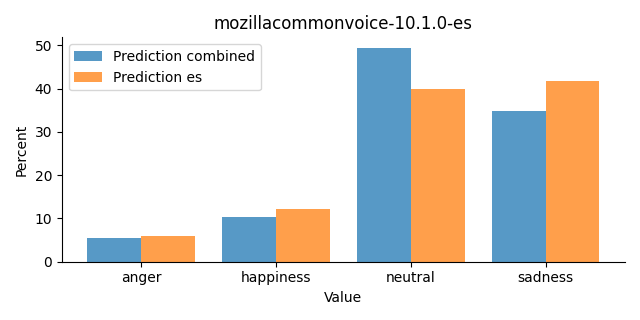 mozillacommonvoice-10.1.0-es
Prediction combined
Prediction es
Percent
50
40
30
20
10
0
anger happiness neutral sadness
Value